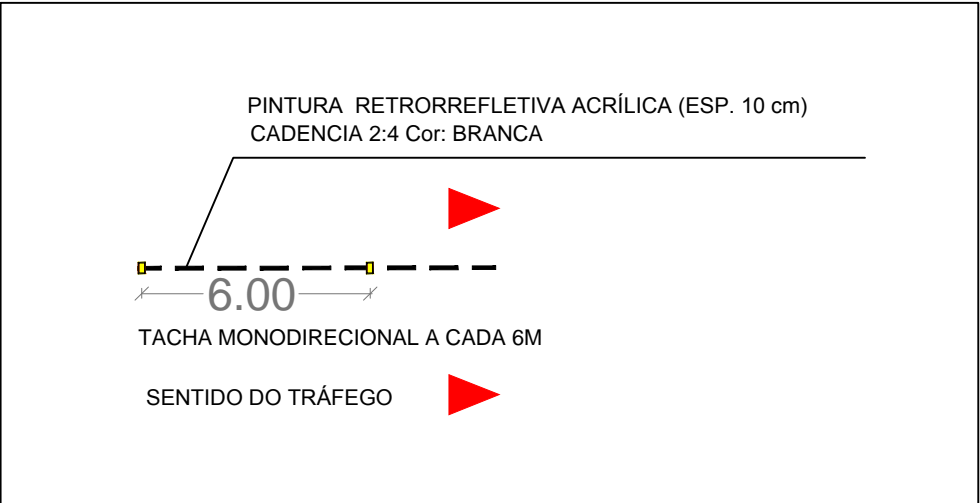 PINTURA RETRORREFLETIVA ACRÍLICA (ESP. 10 cm)
CADENCIA 2:4 Cor: BRANCA
6.00
TACHA MONODIRECIONAL A CADA 6M
SENTIDO DO TRÁFEGO